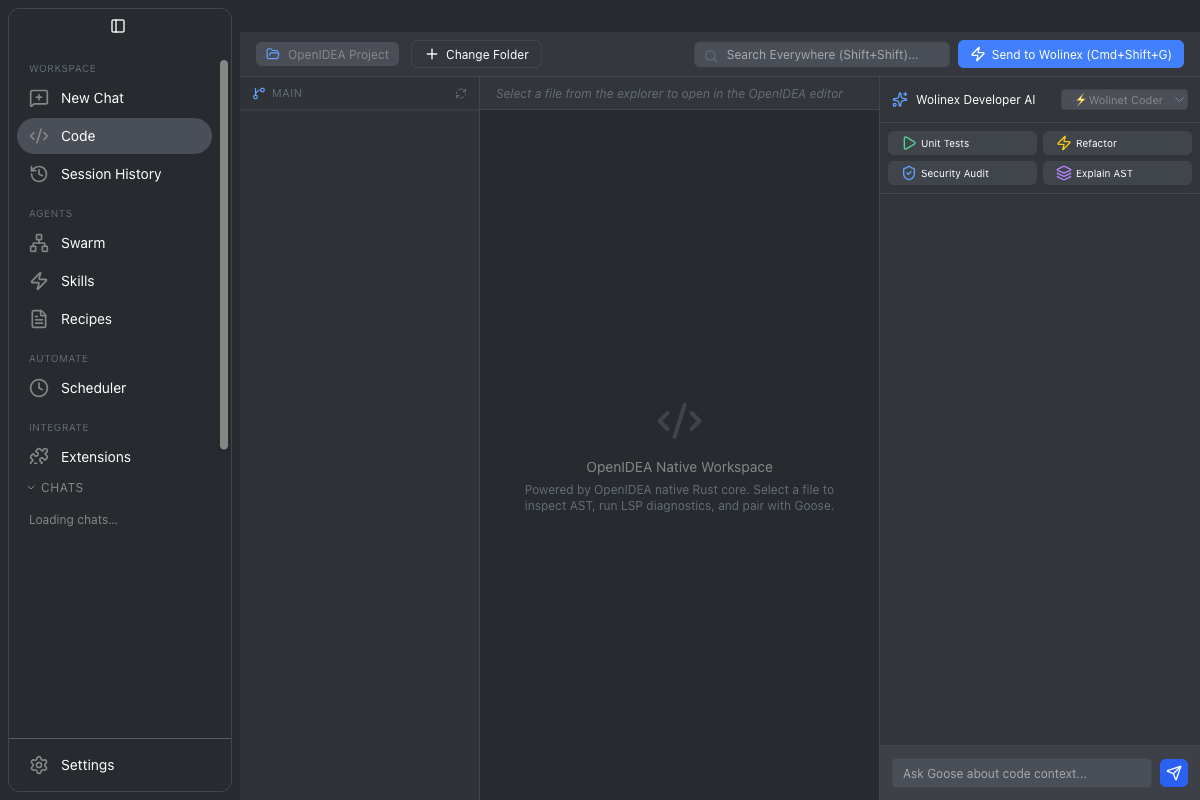 WORKSPACE
New Chat
Code
Session History
AGENTS
Swarm
Skills
Recipes
AUTOMATE
Scheduler
INTEGRATE
Extensions
CHATS
Loading chats...
Settings
OpenIDEA Project
Change Folder
Search Everywhere (Shift+Shift)...
Send to Wolinex (Cmd+Shift+G)
MAIN
Select a file from the explorer to open in the OpenIDEA editor
OpenIDEA Native Workspace
Powered by OpenIDEA native Rust core. Select a file to
inspect AST, run LSP diagnostics, and pair with Goose.
Wolinex Developer AI
⚡Wolinet Coder
Unit Tests
Refactor
Security Audit
Explain AST
Ask Goose about code context...